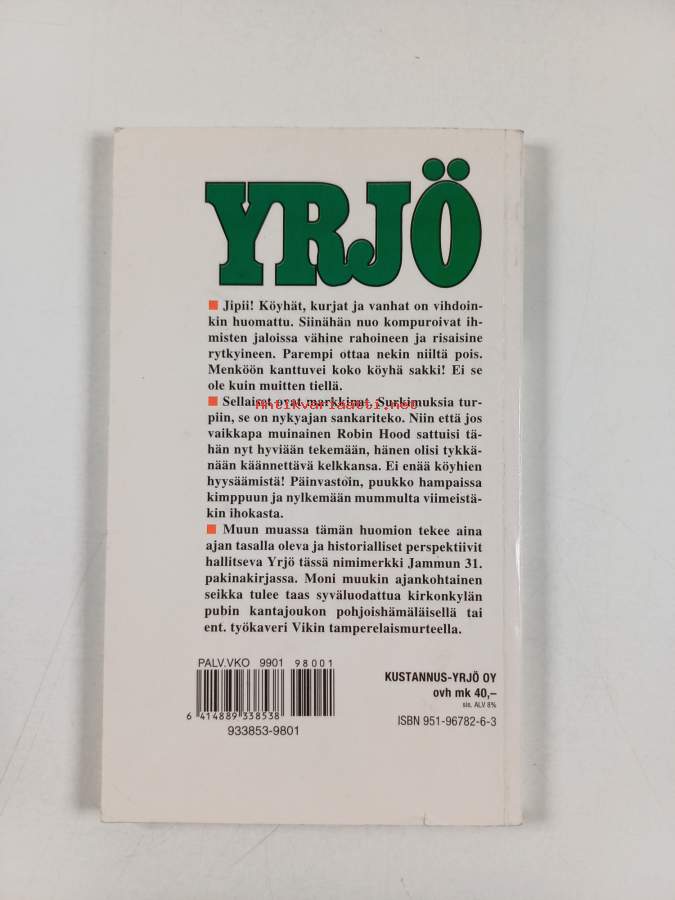 YRJÖ
Jipii! Köyhät, kurjat ja vanhat on vihdoin-
kin huomattu. Siinähän nuo kompuroivat ih-
misten jaloissa vähine rahoineen ja risaisine
rytkyineen. Parempi ottaa nekin niiltä pois.
Menköön kanttuvei koko köyhä sakki! Ei se
ole kuin muitten tiellä.
Sellaiset ovat markkinat. Surkimuksia tur-
Antikvariaatti.net
piin, se on nykyajan sankariteko. Niin että jos
vaikkapa muinainen Robin Hood sattuisi tä-
hän nyt hyviään tekemään, hänen olisi tykkä-
nään käännettävä kelkkansa. Ei enää köyhien
hyysäämistä! Päinvastoin, puukko hampaissa
kimppuun ja nylkemään mummulta viimeistä-
kin ihokasta.
Muun muassa tämän huomion tekee aina
ajan tasalla oleva ja historialliset perspektiivit
hallitseva Yrjö tässä nimimerkki Jammun 31.
pakinakirjassa. Moni muukin ajankohtainen
seikka tulee taas syväluodattua kirkonkylän
pubin kantajoukon pohjoishämäläisellä tai
ent. työkaveri Vikin tamperelaismurteella.
PALV.VKO 9901 98001
6 414889 338538
933853-9801
KUSTANNUS-YRJÖ OY
ovh mk 40,–
sis. ALV 8%
ISBN 951-96782-6-3